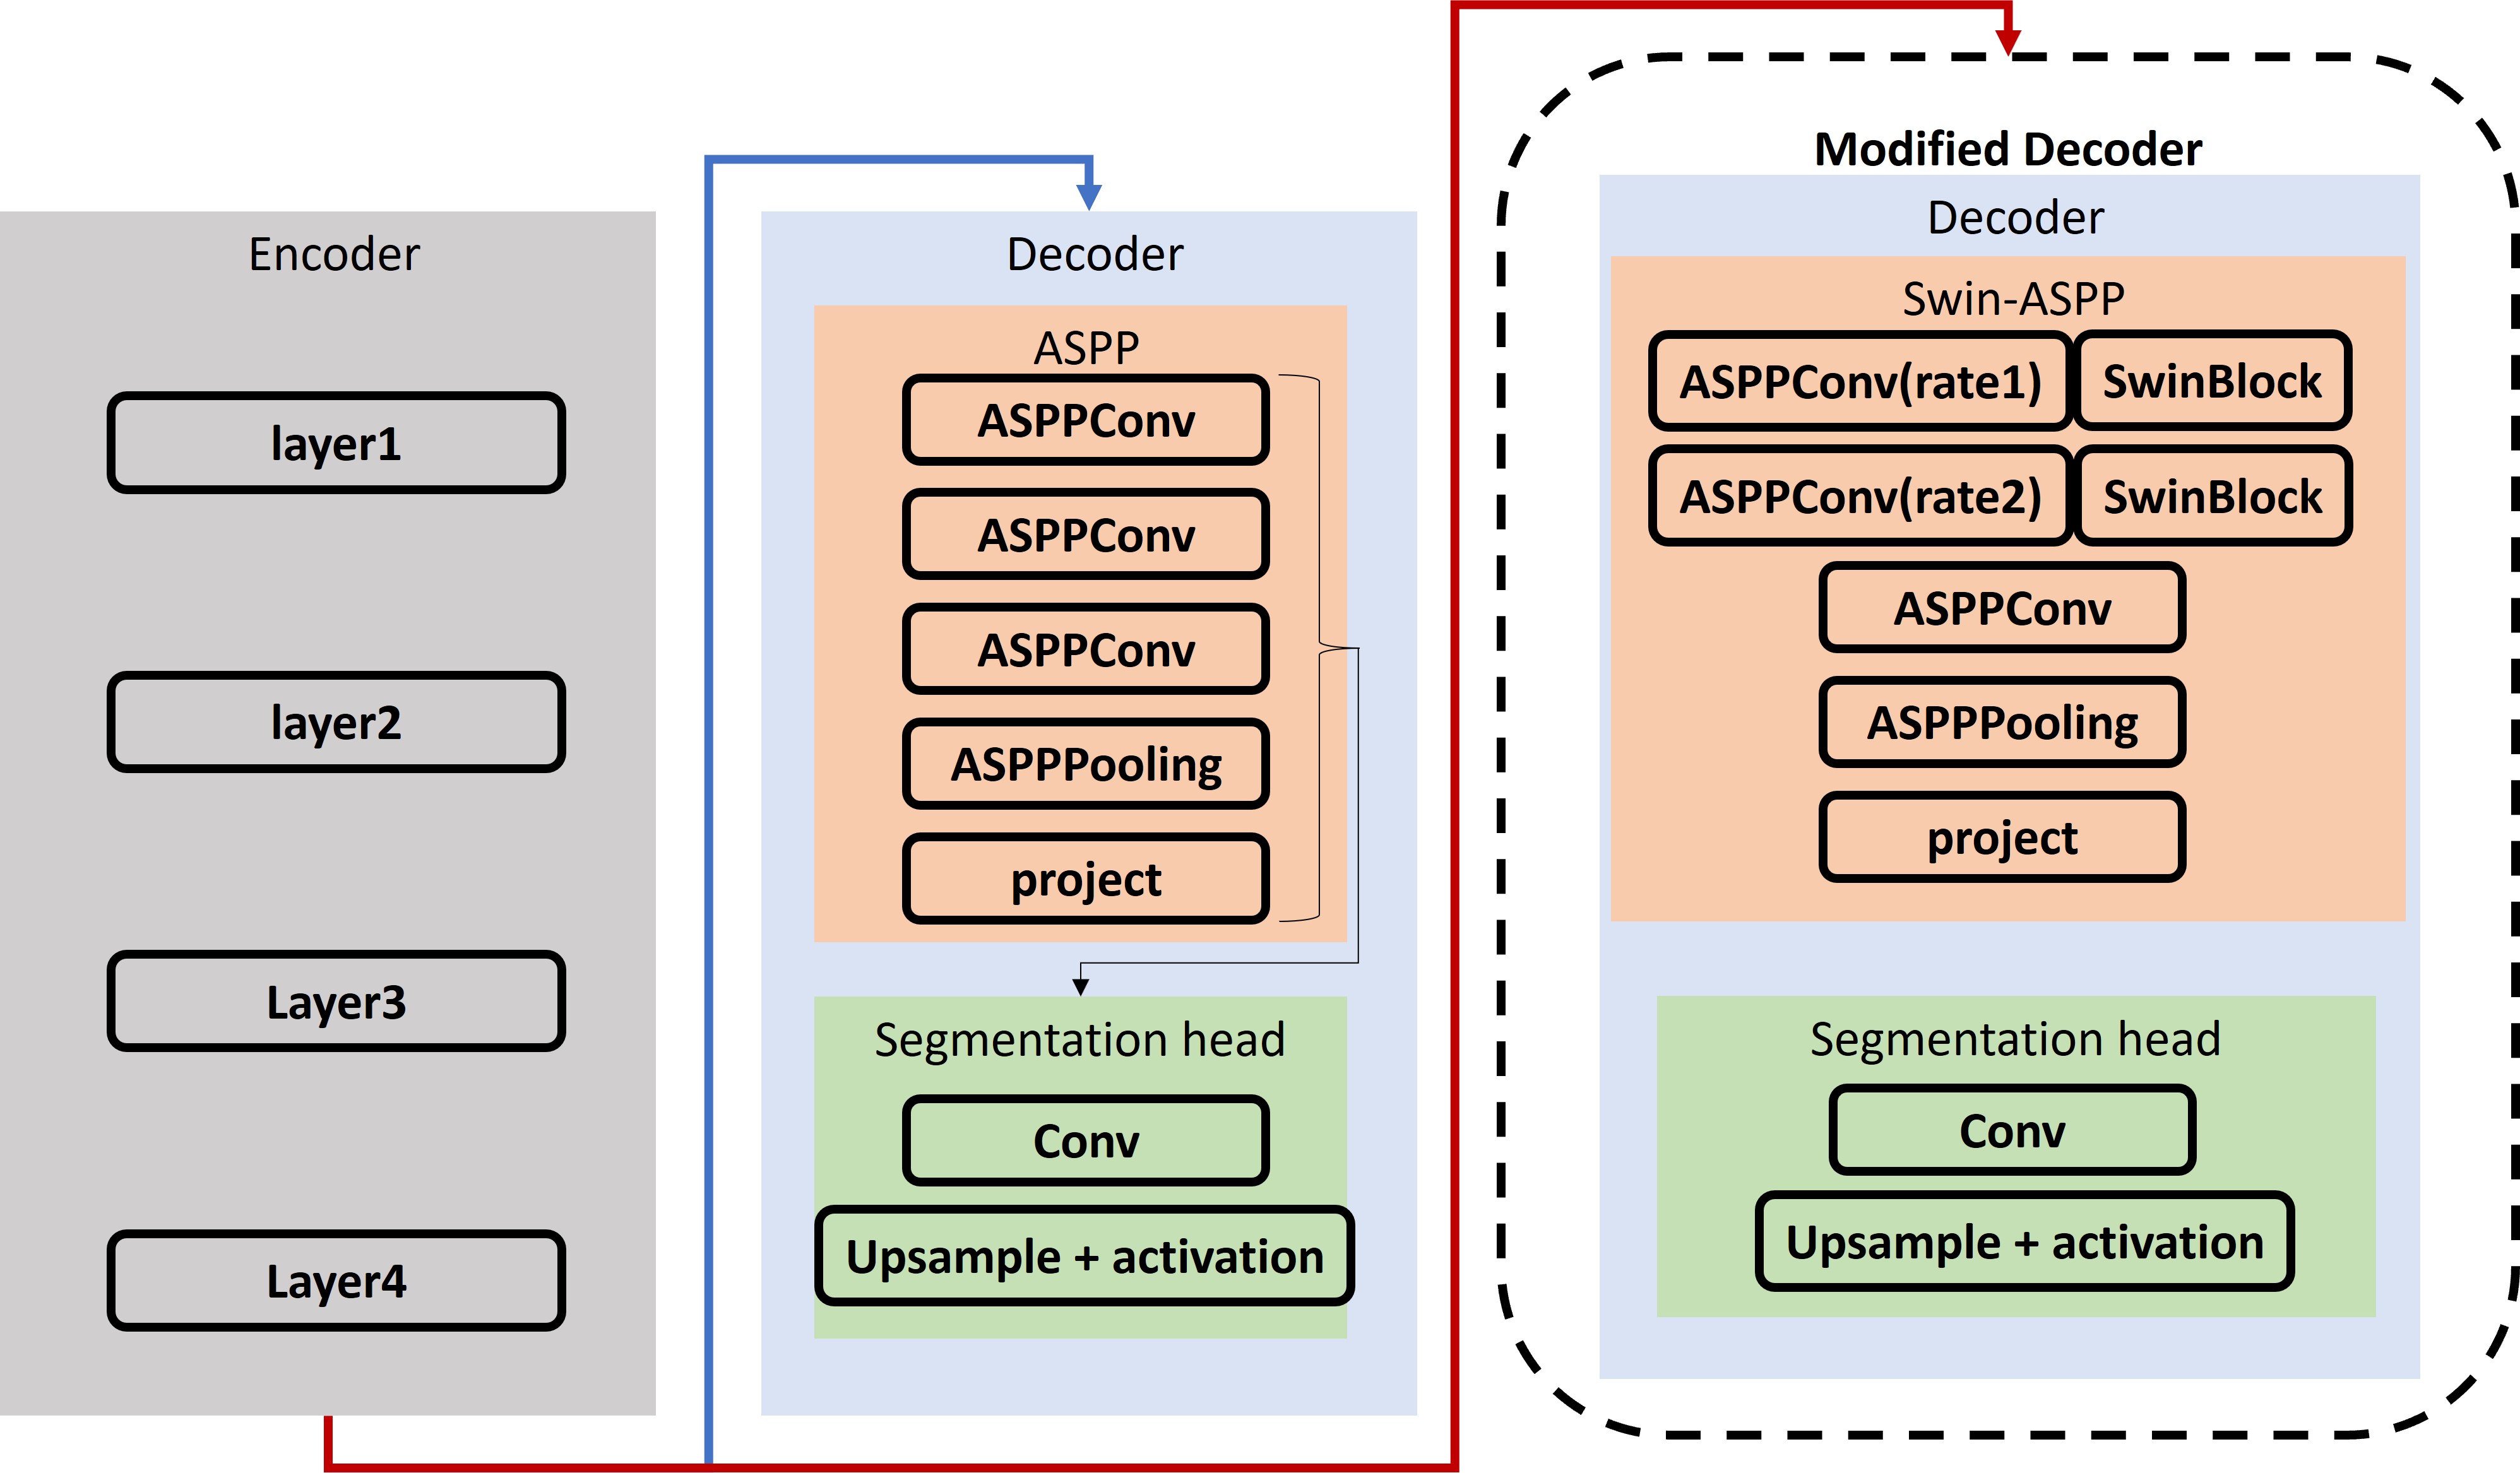 Encoder
layer1
layer2
Layer3
Layer4
Decoder
ASPP
ASPPConv
ASPPConv
ASPPConv
ASPPPooling
project
Segmentation head
Conv
Upsample + activation
Modified Decoder
Decoder
Swin-ASPP
ASPPConv(rate1) SwinBlock
ASPPConv(rate2) SwinBlock
ASPPConv
ASPPPooling
project
Segmentation head
Conv
Upsample + activation